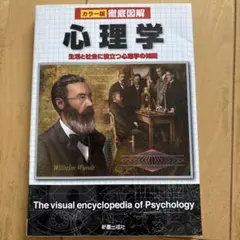 カラー版 徹底図解
心理学
生活と社会に役立つ心理学の知識
Wilhelm Wundt
The visual encyclopedia of Psychology
新星出版社